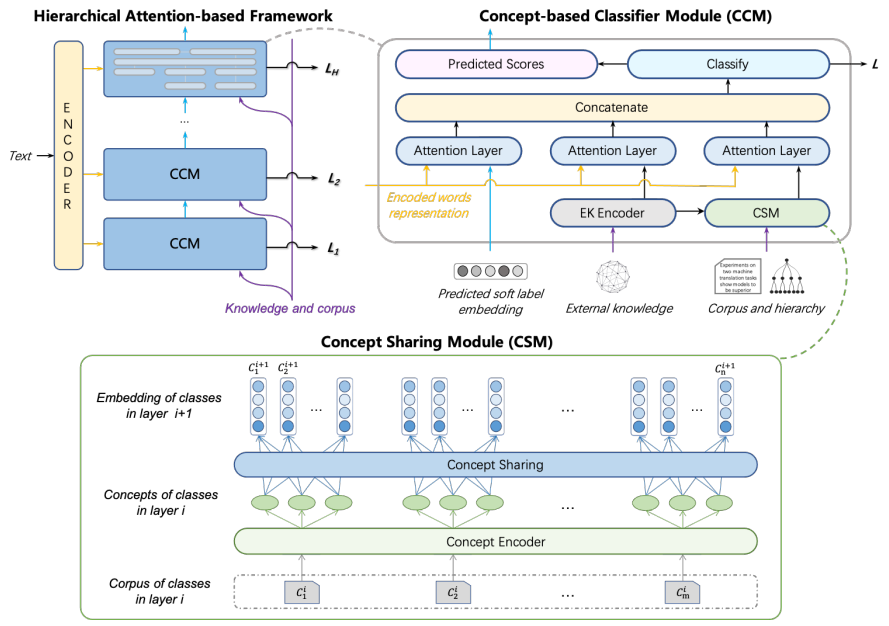 Hierarchical Attention-based Framework
ENCODER
Text
L_H
...
CCM
L_2
CCM
L_1
Knowledge and corpus
Concept-based Classifier Module (CCM)
Predicted Scores
Classify
L
Concatenate
Attention Layer
Attention Layer
Attention Layer
Encoded words
representation
EK Encoder
CSM
Experiments on
two machine
translation tasks
show models to
be superior
Predicted soft label
embedding
External knowledge
Corpus and hierarchy
Concept Sharing Module (CSM)
C_1^{i+1}
C_2^{i+1}
C_n^{i+1}
Embedding of classes
in layer i+1
...
...
...
...
Concept Sharing
Concepts of classes
in layer i
...
Concept Encoder
Corpus of classes
in layer i
C_1^i
C_2^i
...
C_m^i